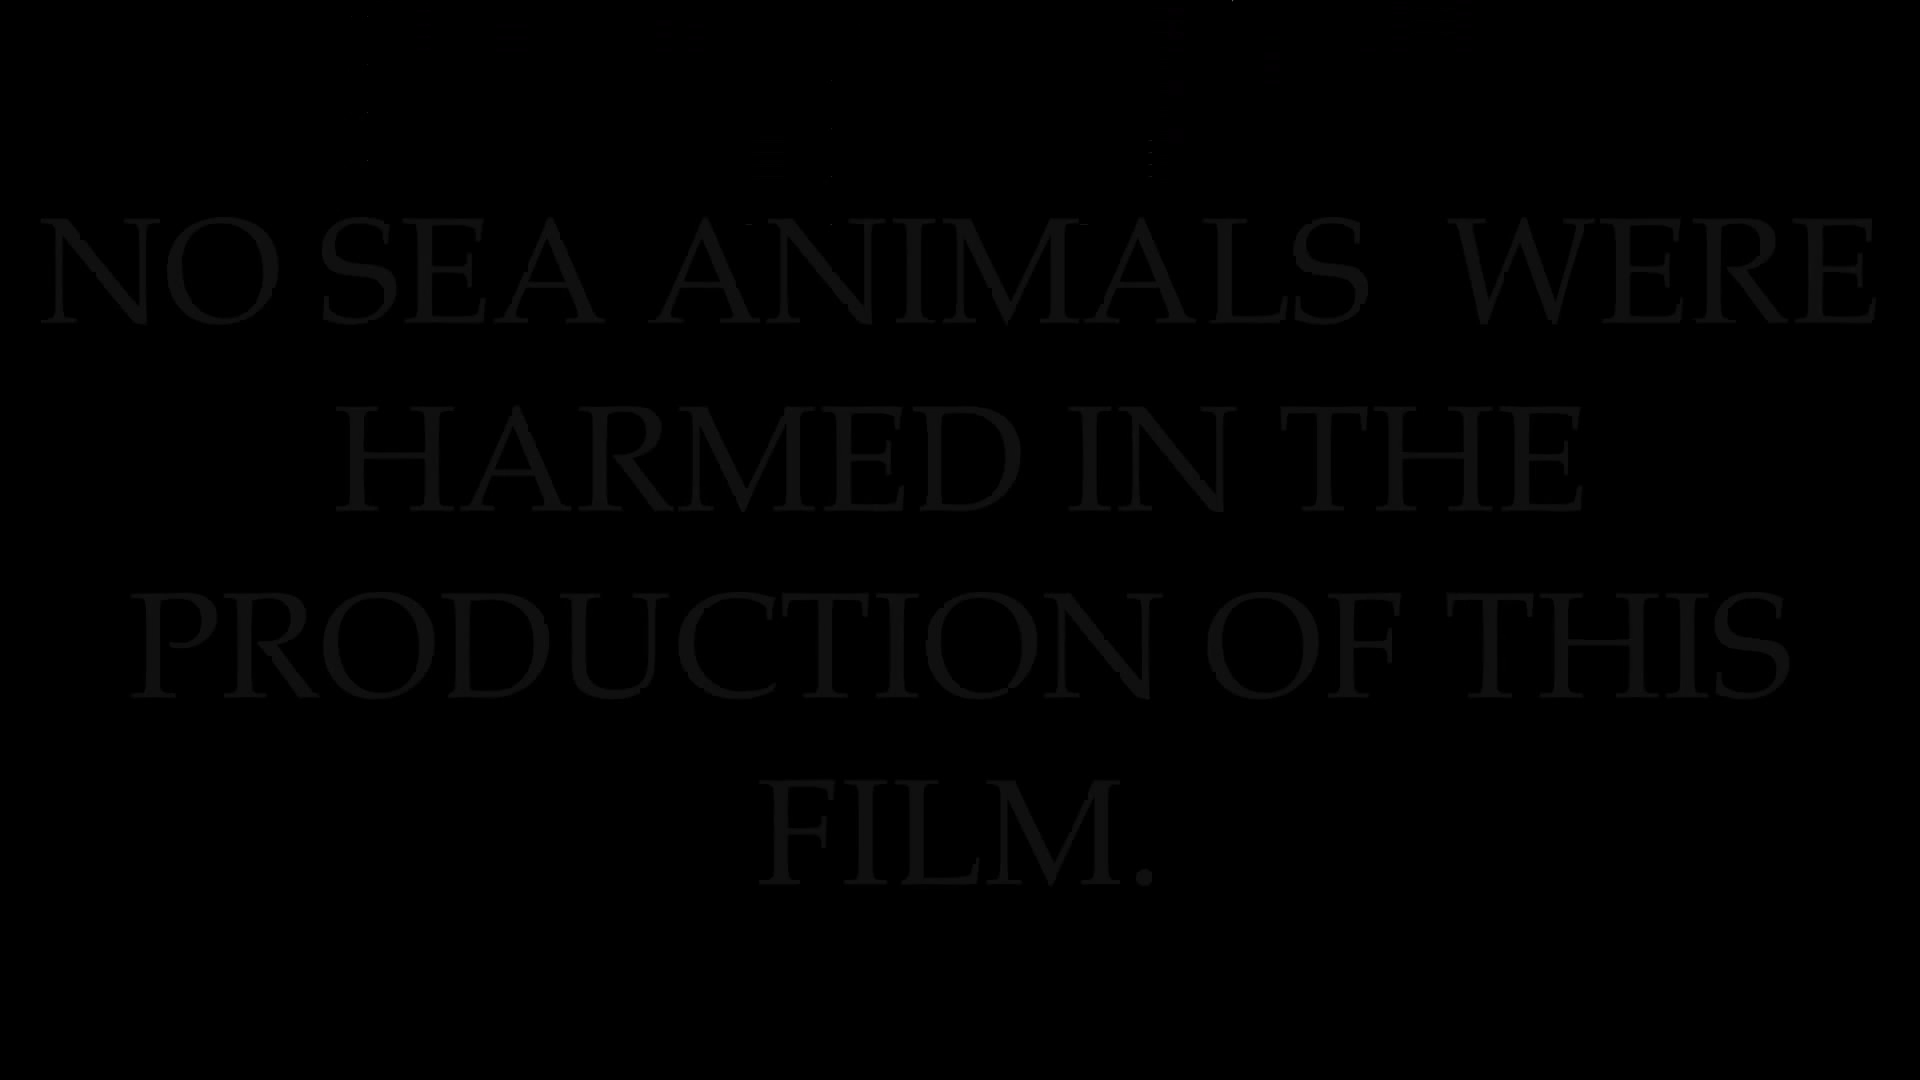 NO SEA ANIMALS  WERE
HARMED IN THE
PRODUCTION OF THIS
FILM.